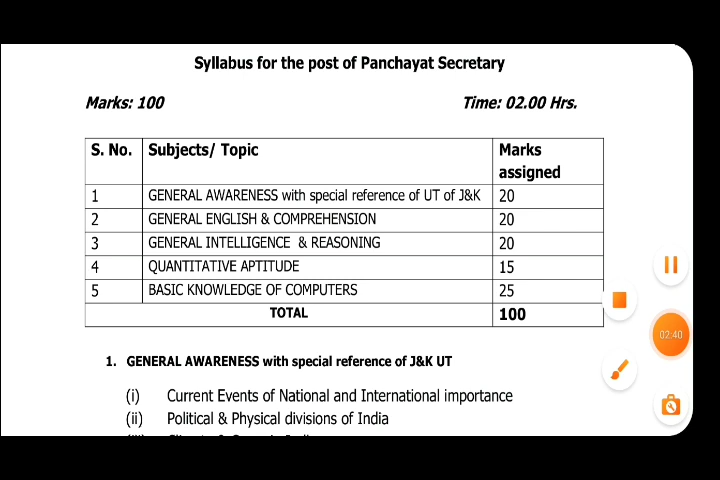 Syllabus for the post of Panchayat Secretary
Marks: 100 Time: 02.00 Hrs.
S. No. Subjects/ Topic Marks assigned
1 GENERAL AWARENESS with special reference of UT of J&K 20
2 GENERAL ENGLISH & COMPREHENSION 20
3 GENERAL INTELLIGENCE & REASONING 20
4 QUANTITATIVE APTITUDE 15
5 BASIC KNOWLEDGE OF COMPUTERS 25
TOTAL 100
1. GENERAL AWARENESS with special reference of J&K UT
(i) Current Events of National and International importance
(ii) Political & Physical divisions of India
02:40